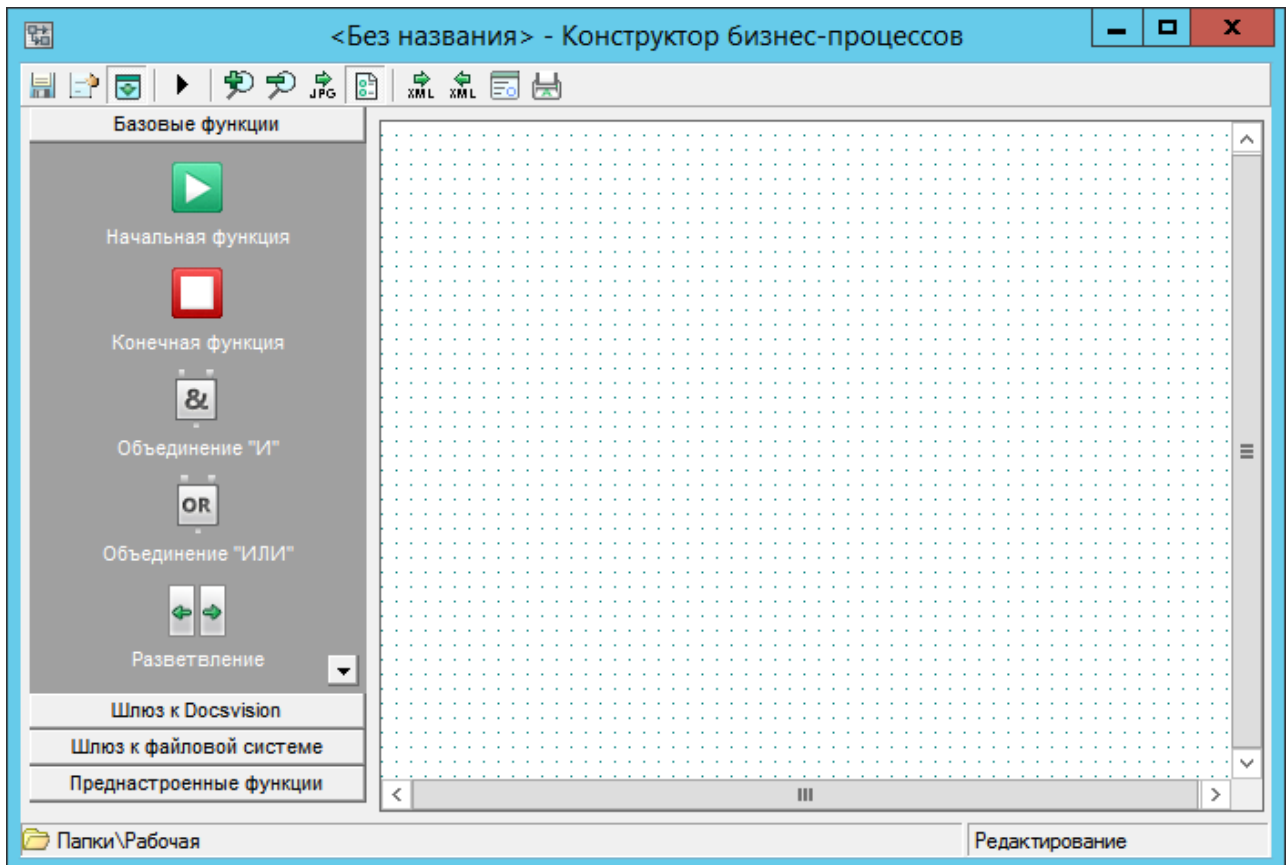 <Без названия> - Конструктор бизнес-процессов
JPG XML XML
Базовые функции
Начальная функция
Конечная функция
&
Объединение "И"
OR
Объединение "ИЛИ"
Разветвление
Шлюз к Docsvision
Шлюз к файловой системе
Преднастроенные функции
Папки\Рабочая Редактирование